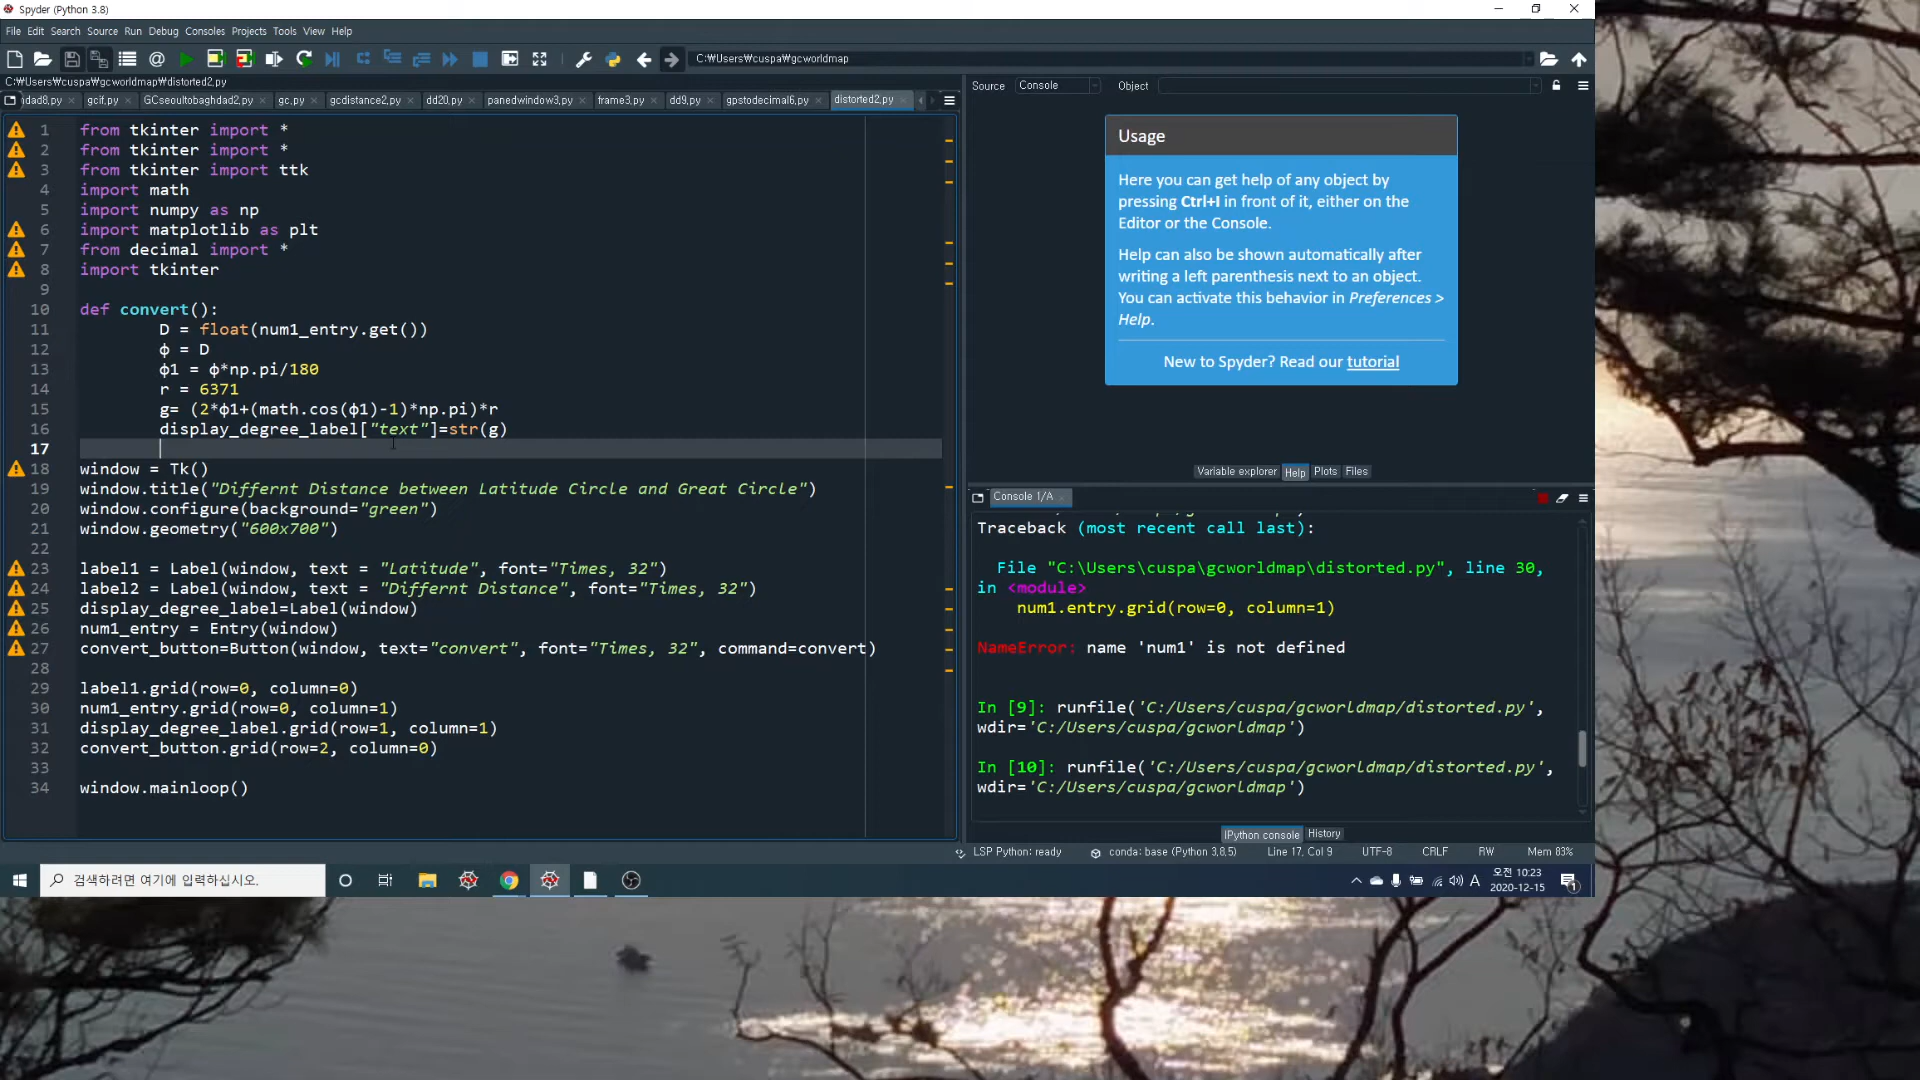 Spyder (Python 3.8)
File Edit Search Source Run Debug Consoles Projects Tools View Help
C:₩Users₩cuspa₩gcworldmap
C:₩Users₩cuspa₩gcworldmap₩distorted2.py
dad8.py gcif.py GCseoultobaghdad2.py gc.py gcdistance2.py dd20.py panedwindow3.py frame3.py dd9.py gpstodecimal6.py distorted2.py
1 from tkinter import *
2 from tkinter import *
3 from tkinter import ttk
4 import math
5 import numpy as np
6 import matplotlib as plt
7 from decimal import *
8 import tkinter
9
10 def convert():
11 D = float(num1_entry.get())
12 ϕ = D
13 ϕ1 = ϕ*np.pi/180
14 r = 6371
15 g= (2*ϕ1+(math.cos(ϕ1)-1)*np.pi)*r
16 display_degree_label["text"]=str(g)
17
18 window = Tk()
19 window.title("Differnt Distance between Latitude Circle and Great Circle")
20 window.configure(background="green")
21 window.geometry("600x700")
22
23 label1 = Label(window, text = "Latitude", font="Times, 32")
24 label2 = Label(window, text = "Differnt Distance", font="Times, 32")
25 display_degree_label=Label(window)
26 num1_entry = Entry(window)
27 convert_button=Button(window, text="convert", font="Times, 32", command=convert)
28
29 label1.grid(row=0, column=0)
30 num1_entry.grid(row=0, column=1)
31 display_degree_label.grid(row=1, column=1)
32 convert_button.grid(row=2, column=0)
33
34 window.mainloop()
Source Console Object
Usage
Here you can get help of any object by
pressing Ctrl+I in front of it, either on the
Editor or the Console.
Help can also be shown automatically after
writing a left parenthesis next to an object.
You can activate this behavior in Preferences >
Help.
New to Spyder? Read our tutorial
Variable explorer Help Plots Files
Console 1/A
Traceback (most recent call last):
File "C:\Users\cuspa\gcworldmap\distorted.py", line 30,
in <module>
num1.entry.grid(row=0, column=1)
NameError: name 'num1' is not defined
In [9]: runfile('C:/Users/cuspa/gcworldmap/distorted.py',
wdir='C:/Users/cuspa/gcworldmap')
In [10]: runfile('C:/Users/cuspa/gcworldmap/distorted.py',
wdir='C:/Users/cuspa/gcworldmap')
IPython console History
LSP Python: ready conda: base (Python 3.8.5) Line 17, Col 9 UTF-8 CRLF RW Mem 83%
검색하려면 여기에 입력하십시오.
A 오전 10:23
2020-12-15
1